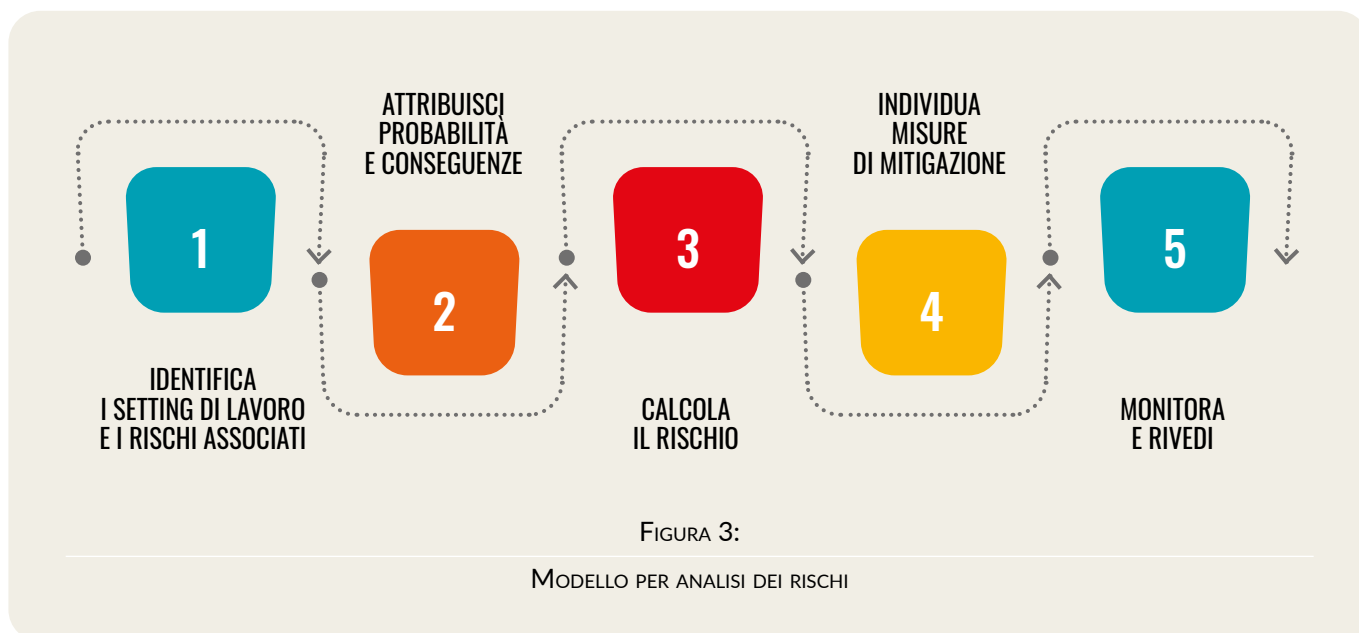 1
IDENTIFICA
I SETTING DI LAVORO
E I RISCHI ASSOCIATI
ATTRIBUISCI
PROBABILITÀ
E CONSEGUENZE
2
3
CALCOLA
IL RISCHIO
INDIVIDUA
MISURE
DI MITIGAZIONE
4
5
MONITORA
E RIVEDI
Figura 3:
Modello per analisi dei rischi